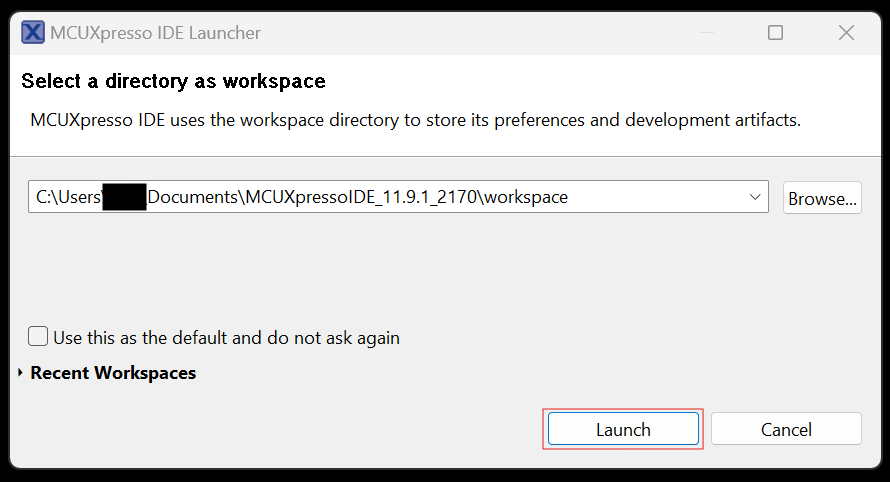 MCUXpresso IDE Launcher
Select a directory as workspace
MCUXpresso IDE uses the workspace directory to store its preferences and development artifacts.
C:\Users\ Documents\MCUXpressoIDE_11.9.1_2170\workspace
Browse...
Use this as the default and do not ask again
Recent Workspaces
Launch
Cancel